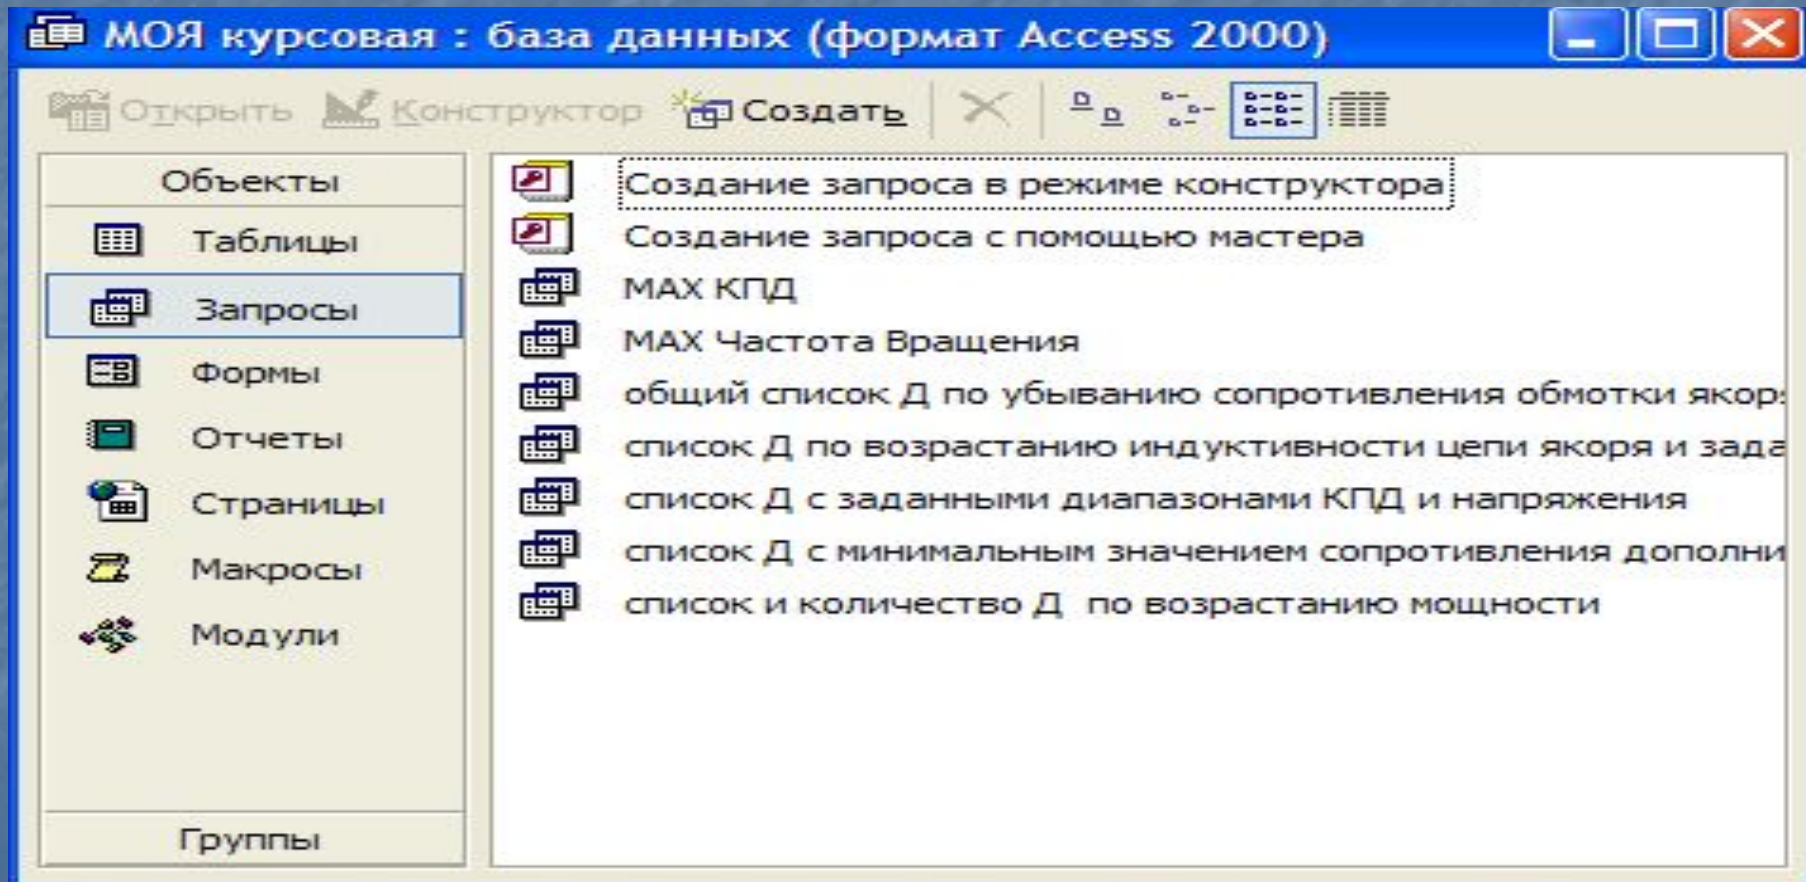 МОЯ курсовая : база данных (формат Access 2000)
Открыть Конструктор Создать
Объекты
Таблицы
Запросы
Формы
Отчеты
Страницы
Макросы
Модули
Группы
Создание запроса в режиме конструктора
Создание запроса с помощью мастера
MAX КПД
MAX Частота Вращения
общий список Д по убыванию сопротивления обмотки якоря
список Д по возрастанию индуктивности цепи якоря и зада
список Д с заданными диапазонами КПД и напряжения
список Д с минимальным значением сопротивления дополни
список и количество Д по возрастанию мощности